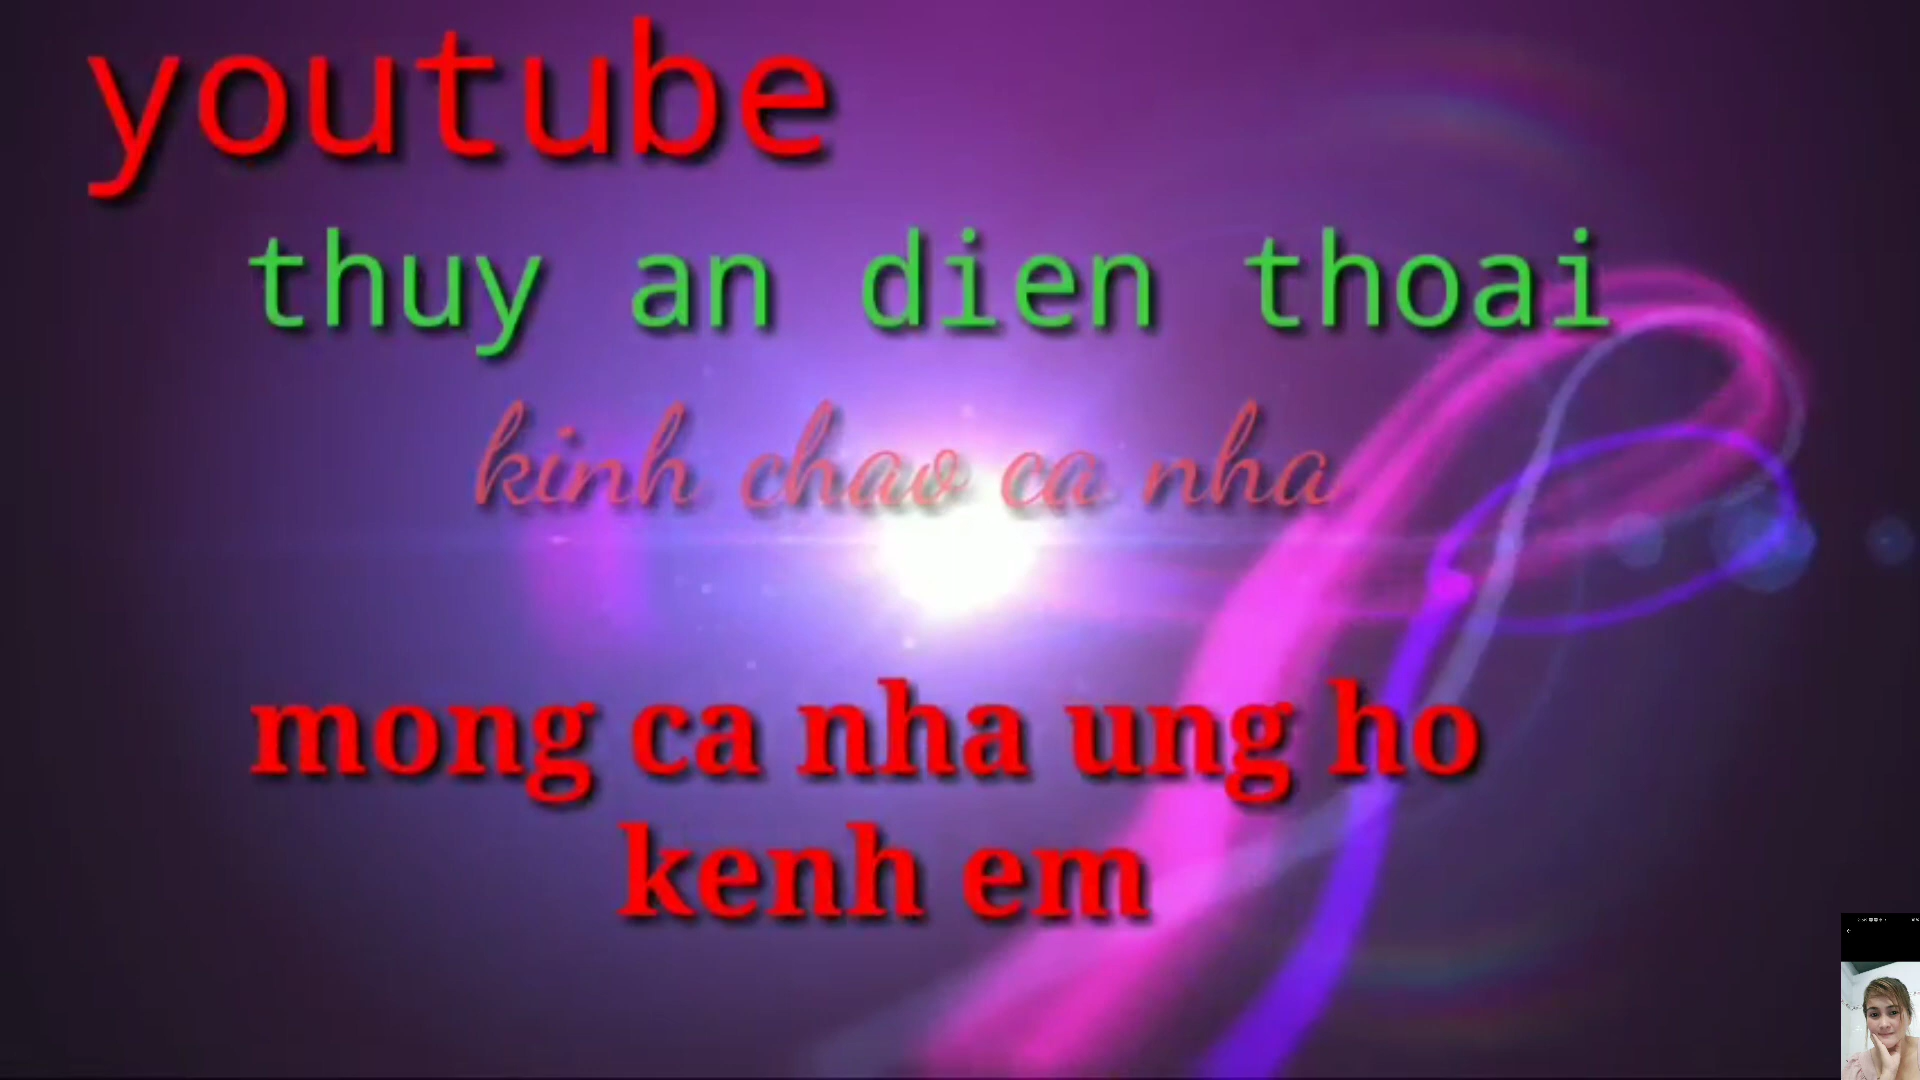 youtube
thuy an dien thoai
kinh chao ca nha
mong ca nha ung ho
kenh em